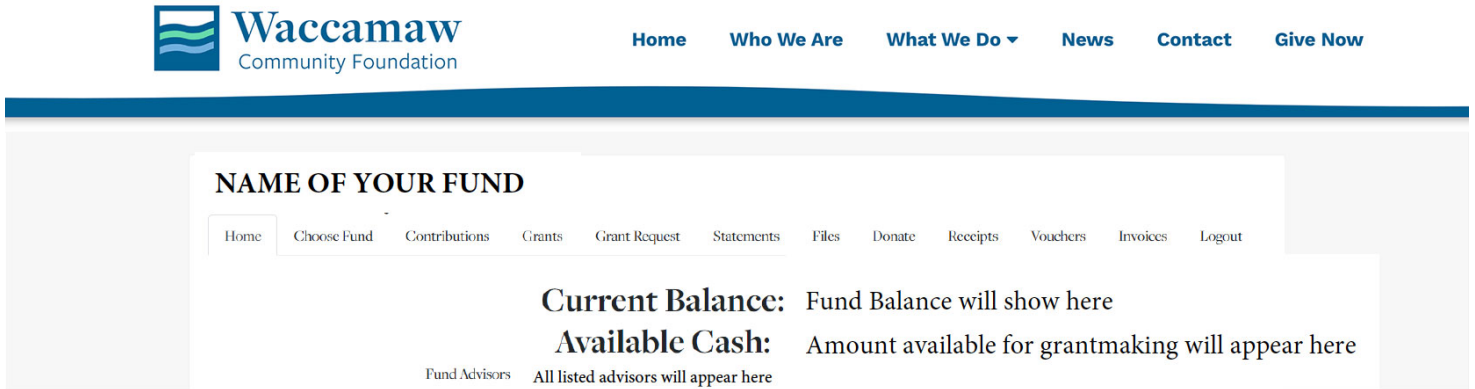 Waccamaw
Community Foundation
Home Who We Are What We Do News Contact Give Now
NAME OF YOUR FUND
Home Choose Fund Contributions Grants Grant Request Statements Files Donate Receipts Vouchers Invoices Logout
Current Balance: Fund Balance will show here
Available Cash: Amount available for grantmaking will appear here
Fund Advisors All listed advisors will appear here